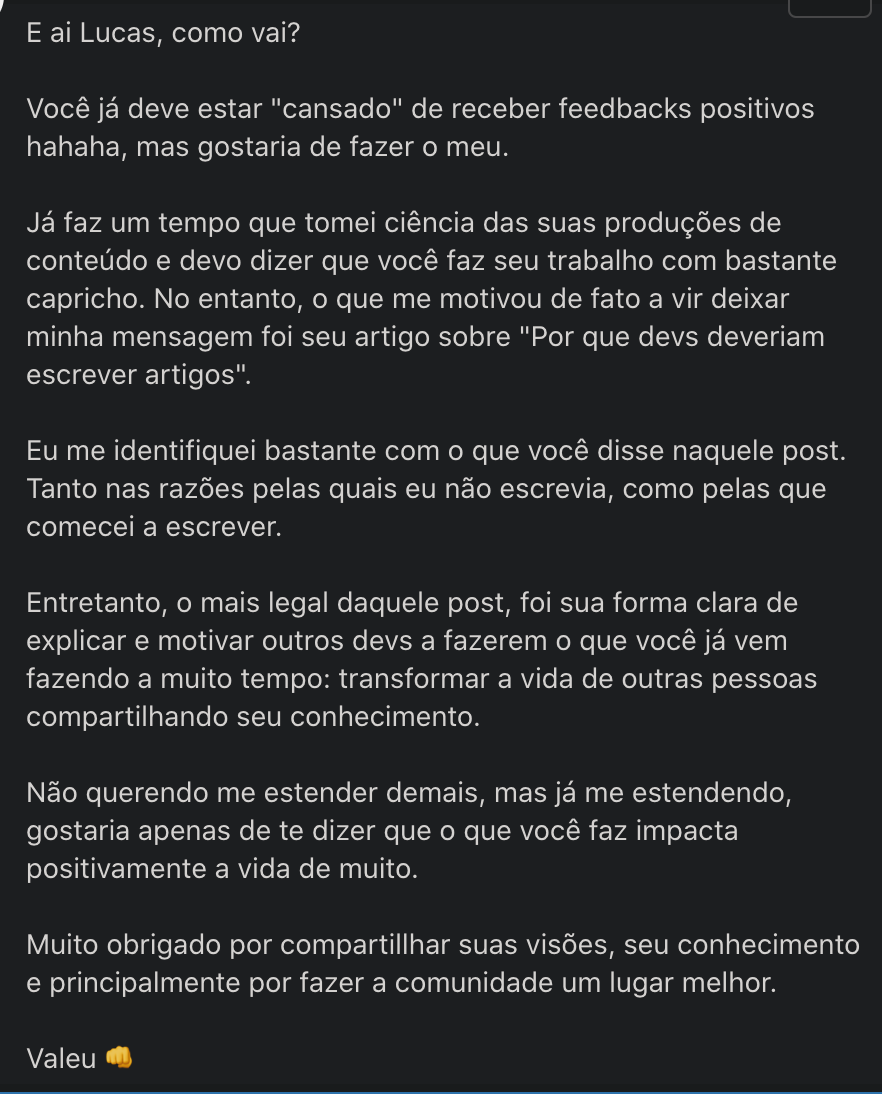 E ai Lucas, como vai?
Você já deve estar "cansado" de receber feedbacks positivos
hahaha, mas gostaria de fazer o meu.
Já faz um tempo que tomei ciência das suas produções de
conteúdo e devo dizer que você faz seu trabalho com bastante
capricho. No entanto, o que me motivou de fato a vir deixar
minha mensagem foi seu artigo sobre "Por que devs deveriam
escrever artigos".
Eu me identifiquei bastante com o que você disse naquele post.
Tanto nas razões pelas quais eu não escrevia, como pelas que
comecei a escrever.
Entretanto, o mais legal daquele post, foi sua forma clara de
explicar e motivar outros devs a fazerem o que você já vem
fazendo a muito tempo: transformar a vida de outras pessoas
compartilhando seu conhecimento.
Não querendo me estender demais, mas já me estendendo,
gostaria apenas de te dizer que o que você faz impacta
positivamente a vida de muito.
Muito obrigado por compartillhar suas visões, seu conhecimento
e principalmente por fazer a comunidade um lugar melhor.
Valeu 👊